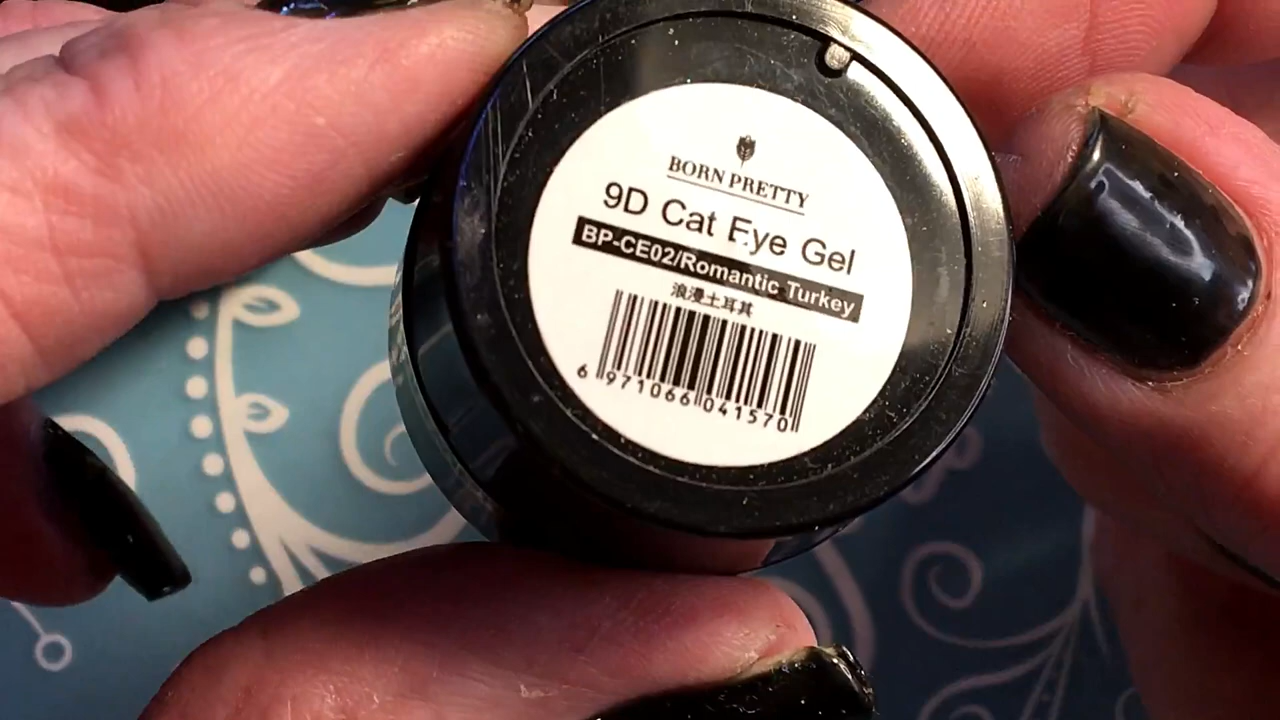 BORN PRETTY
9D Cat Eye Gel
BP-CE02/Romantic Turkey
浪漫土耳其
6 971066 041570